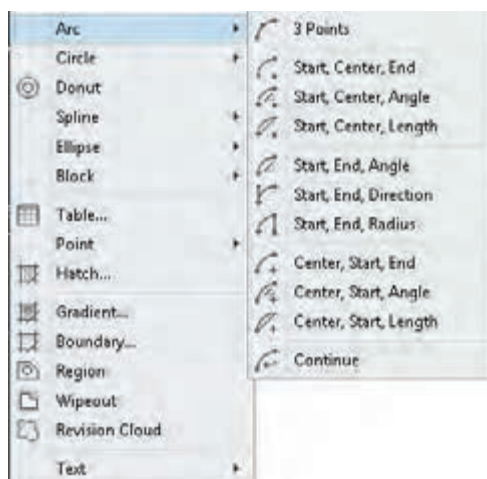 Arc
Circle
Donut
Spline
Ellipse
Block
Table...
Point
Hatch...
Gradient...
Boundary...
Region
Wipeout
Revision Cloud
Text
3 Points
Start, Center, End
Start, Center, Angle
Start, Center, Length
Start, End, Angle
Start, End, Direction
Start, End, Radius
Center, Start, End
Center, Start, Angle
Center, Start, Length
Continue